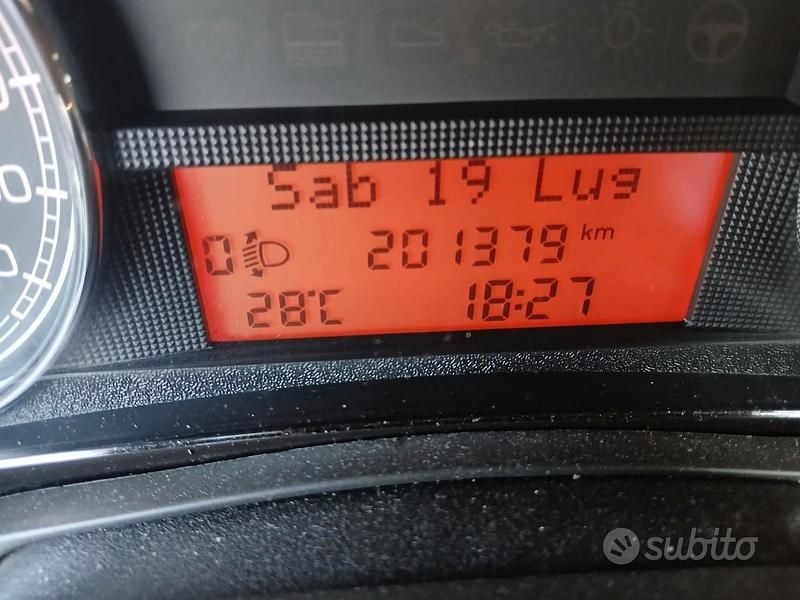 Sab 19 Lug
0 201379 km
28°C 18:27
subito